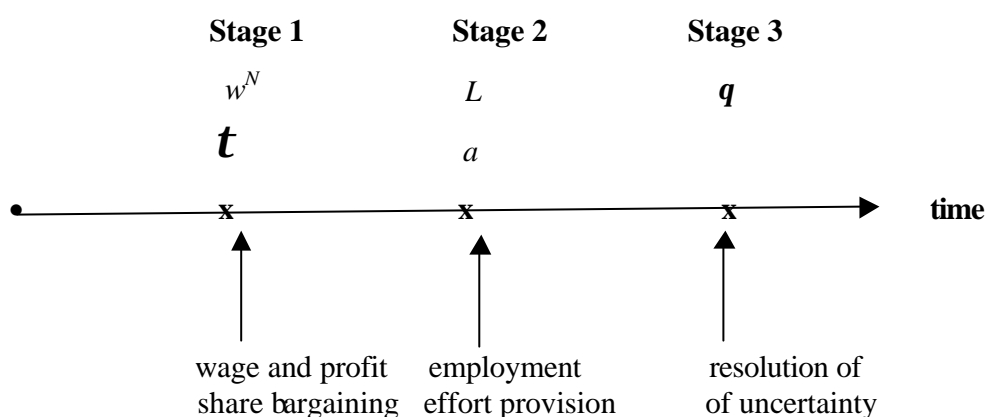 Stage 1 Stage 2 Stage 3
w^N L q
t a
x x x time
wage and profit employment resolution of
share bargaining effort provision of uncertainty